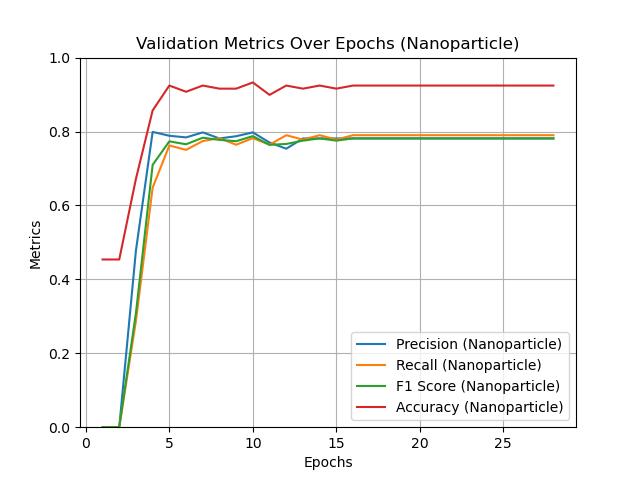 Validation Metrics Over Epochs (Nanoparticle)
1.0
0.8
0.6
0.4
0.2
0.0
Metrics
0
5
10
15
20
25
Epochs
Precision (Nanoparticle)
Recall (Nanoparticle)
F1 Score (Nanoparticle)
Accuracy (Nanoparticle)